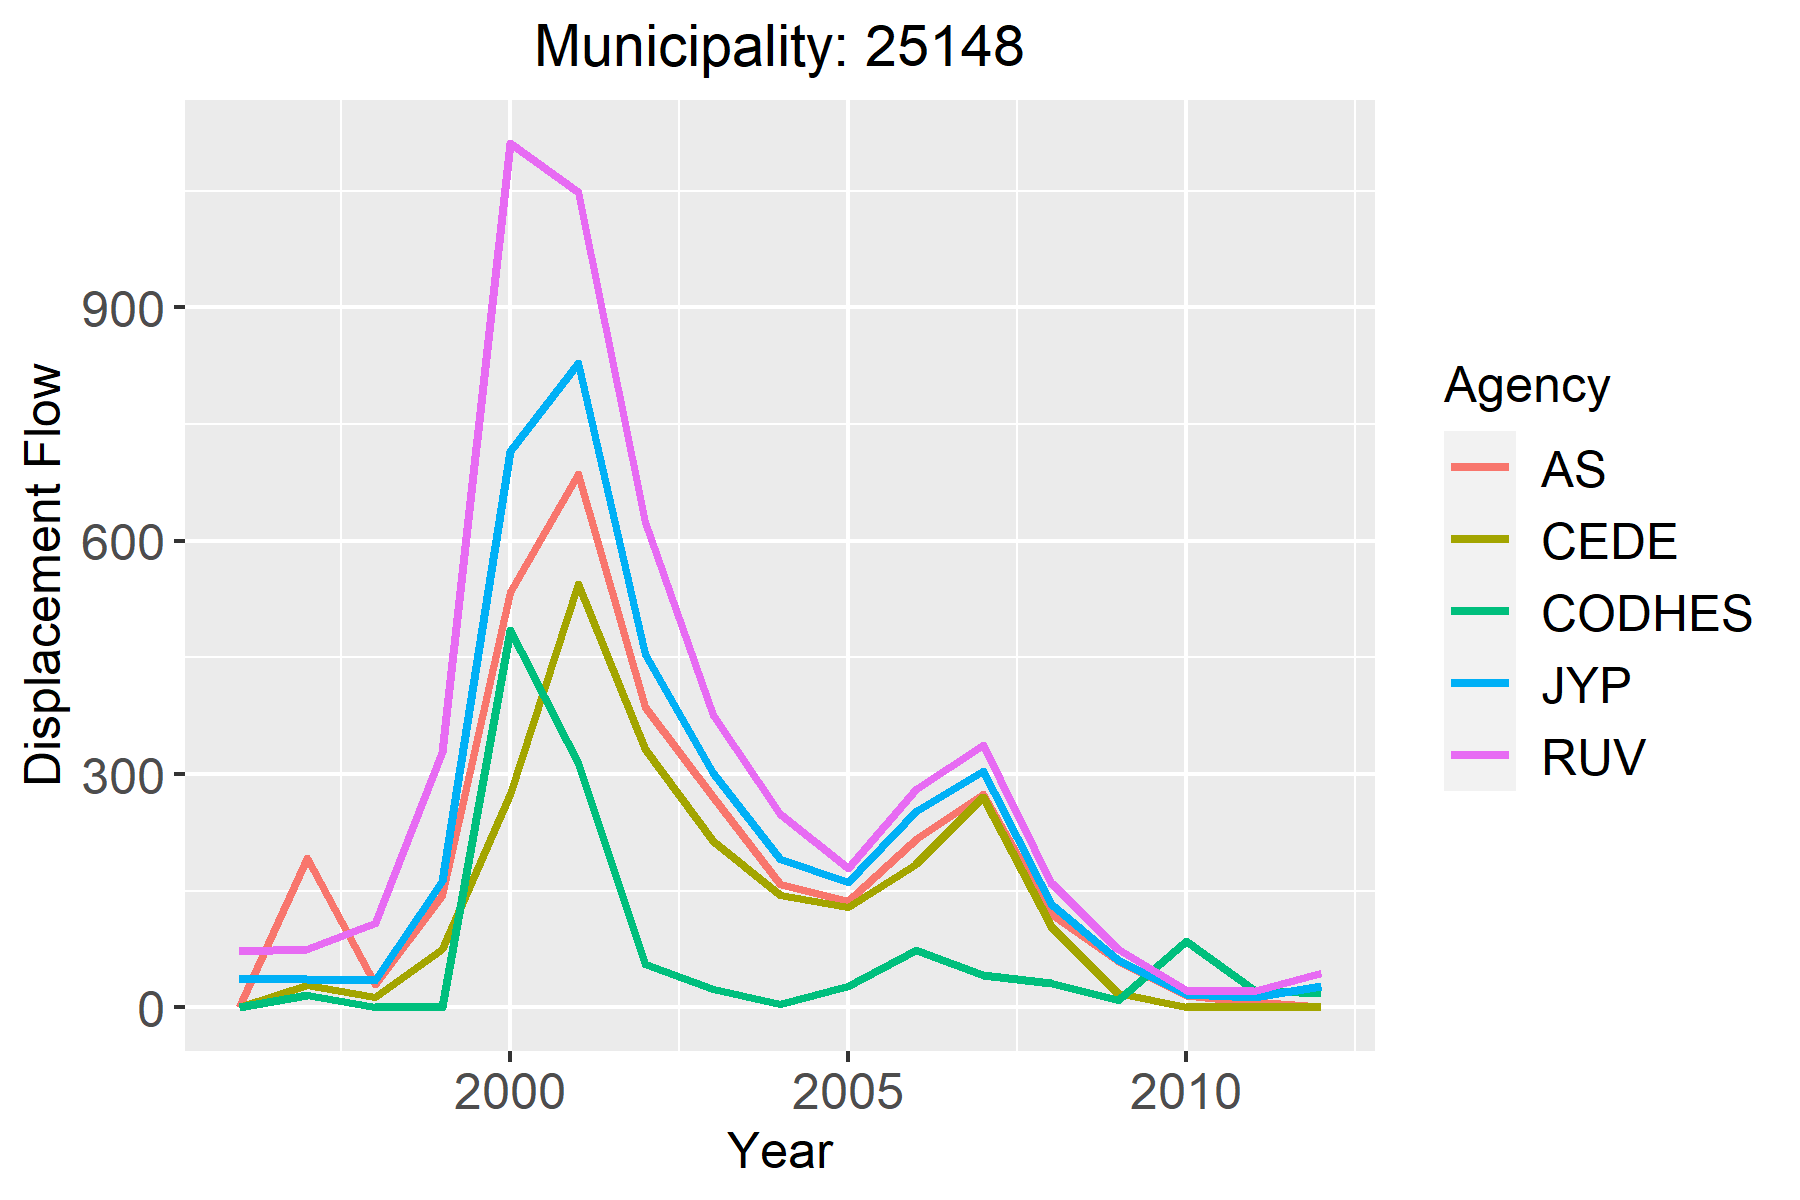 Municipality: 25148
Displacement Flow
900
600
300
0
2000 2005 2010
Year
Agency
AS
CEDE
CODHES
JYP
RUV